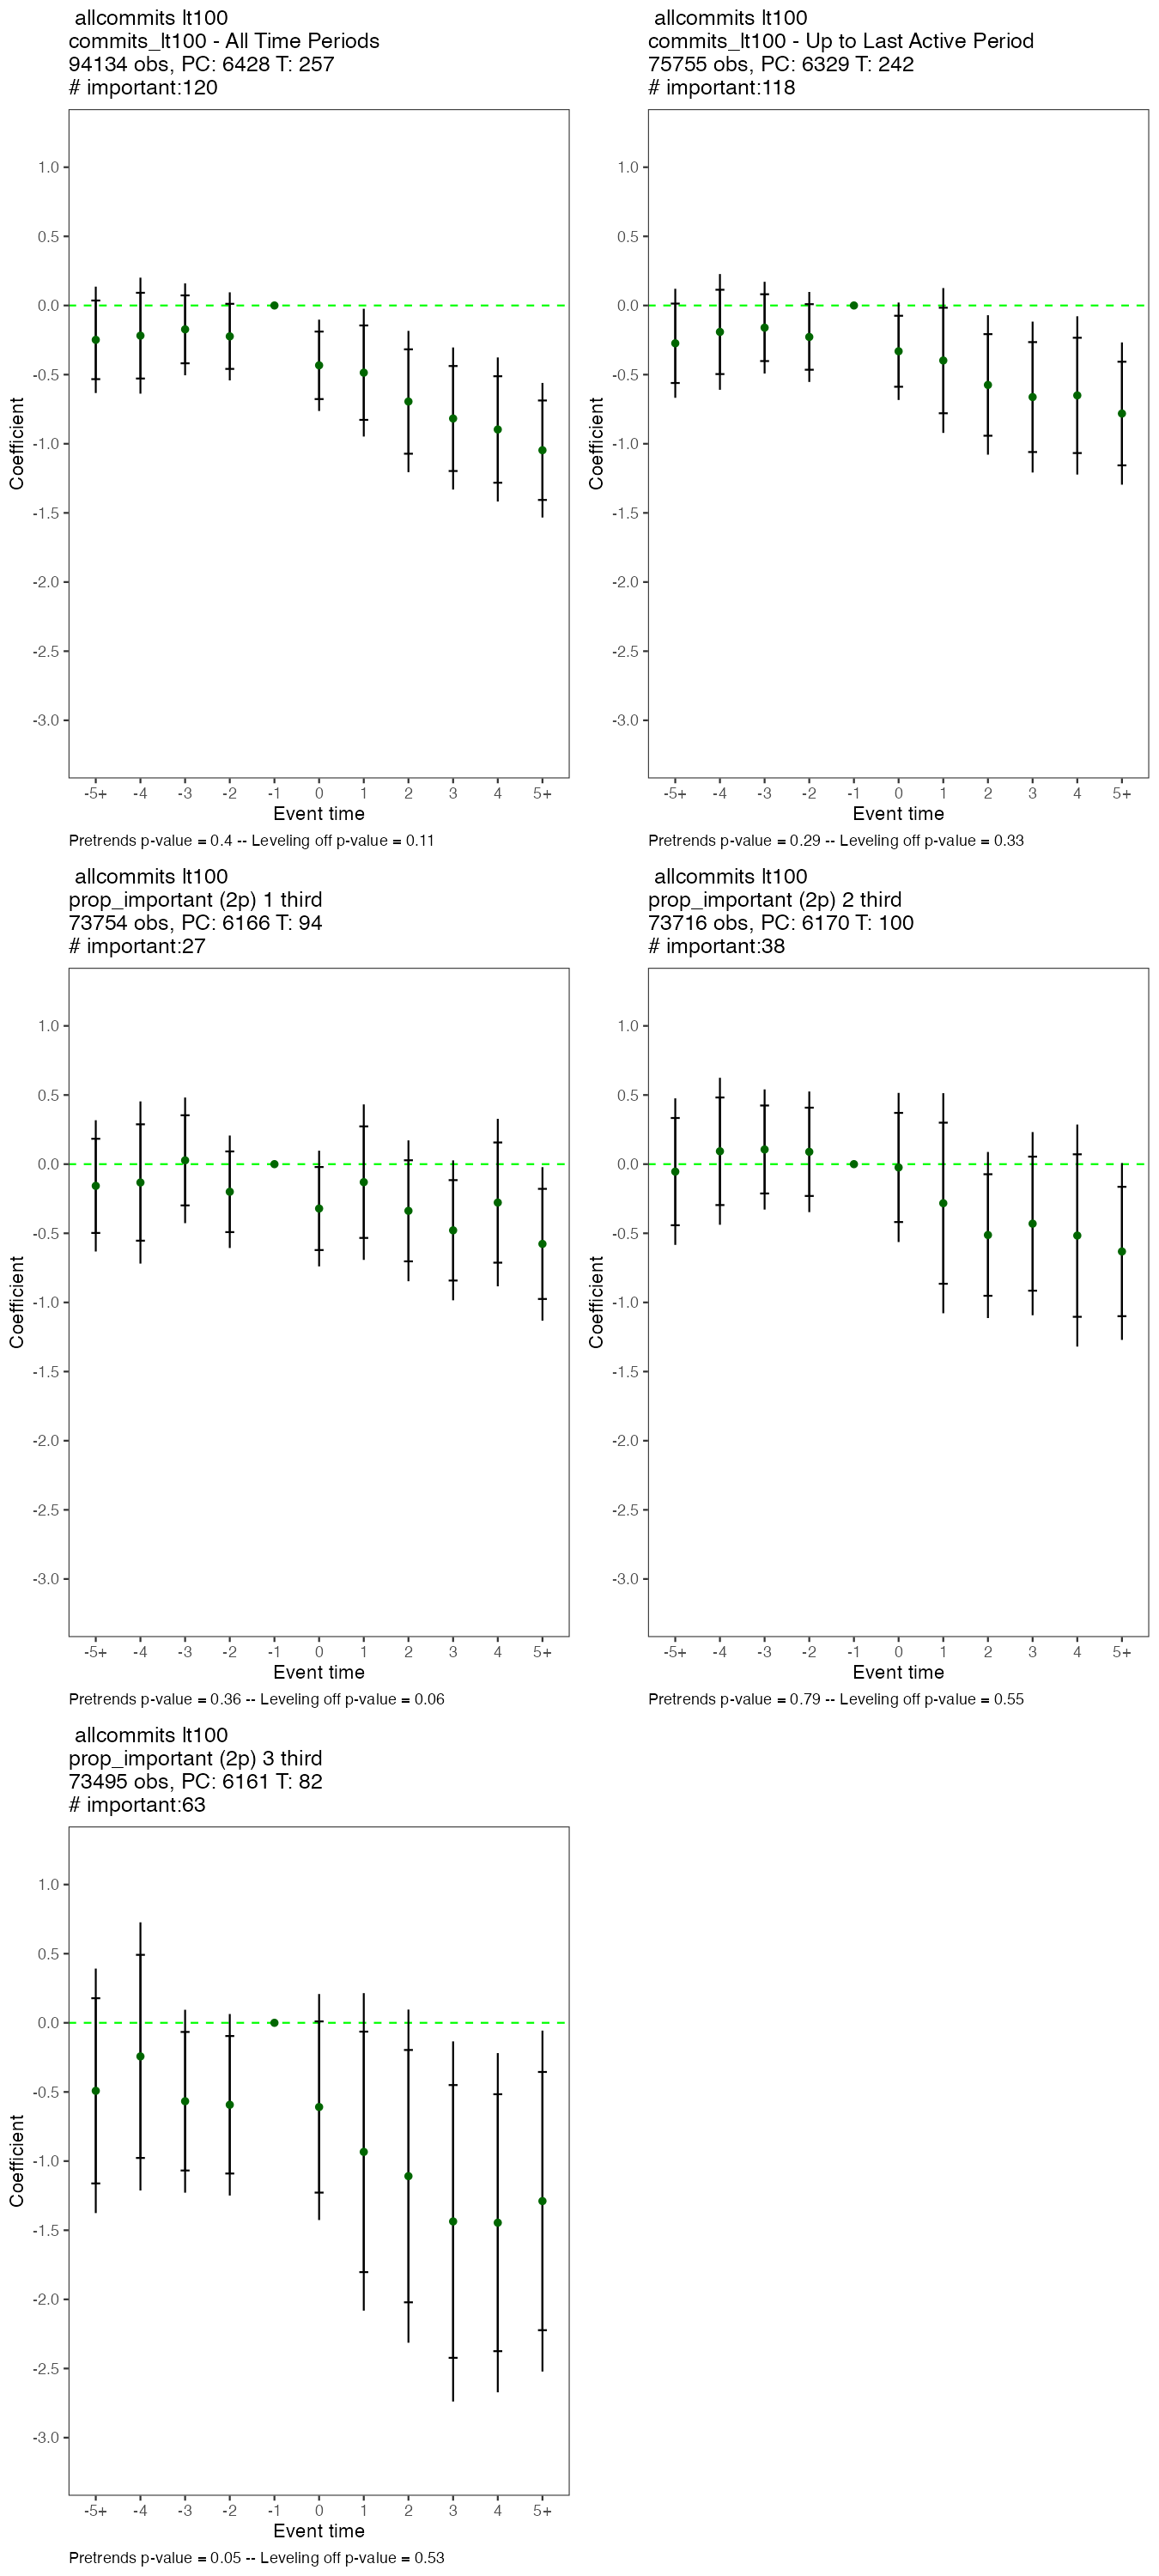 allcommits lt100
commits_lt100 - All Time Periods
94134 obs, PC: 6428 T: 257
# important:120
Coefficient
1.0
0.5
0.0
-0.5
-1.0
-1.5
-2.0
-2.5
-3.0
-5+ -4 -3 -2 -1 0 1 2 3 4 5+
Event time
Pretrends p-value = 0.4 -- Leveling off p-value = 0.11
allcommits lt100
commits_lt100 - Up to Last Active Period
75755 obs, PC: 6329 T: 242
# important:118
Coefficient
1.0
0.5
0.0
-0.5
-1.0
-1.5
-2.0
-2.5
-3.0
-5+ -4 -3 -2 -1 0 1 2 3 4 5+
Event time
Pretrends p-value = 0.29 -- Leveling off p-value = 0.33
allcommits lt100
prop_important (2p) 1 third
73754 obs, PC: 6166 T: 94
# important:27
Coefficient
1.0
0.5
0.0
-0.5
-1.0
-1.5
-2.0
-2.5
-3.0
-5+ -4 -3 -2 -1 0 1 2 3 4 5+
Event time
Pretrends p-value = 0.36 -- Leveling off p-value = 0.06
allcommits lt100
prop_important (2p) 2 third
73716 obs, PC: 6170 T: 100
# important:38
Coefficient
1.0
0.5
0.0
-0.5
-1.0
-1.5
-2.0
-2.5
-3.0
-5+ -4 -3 -2 -1 0 1 2 3 4 5+
Event time
Pretrends p-value = 0.79 -- Leveling off p-value = 0.55
allcommits lt100
prop_important (2p) 3 third
73495 obs, PC: 6161 T: 82
# important:63
Coefficient
1.0
0.5
0.0
-0.5
-1.0
-1.5
-2.0
-2.5
-3.0
-5+ -4 -3 -2 -1 0 1 2 3 4 5+
Event time
Pretrends p-value = 0.05 -- Leveling off p-value = 0.53